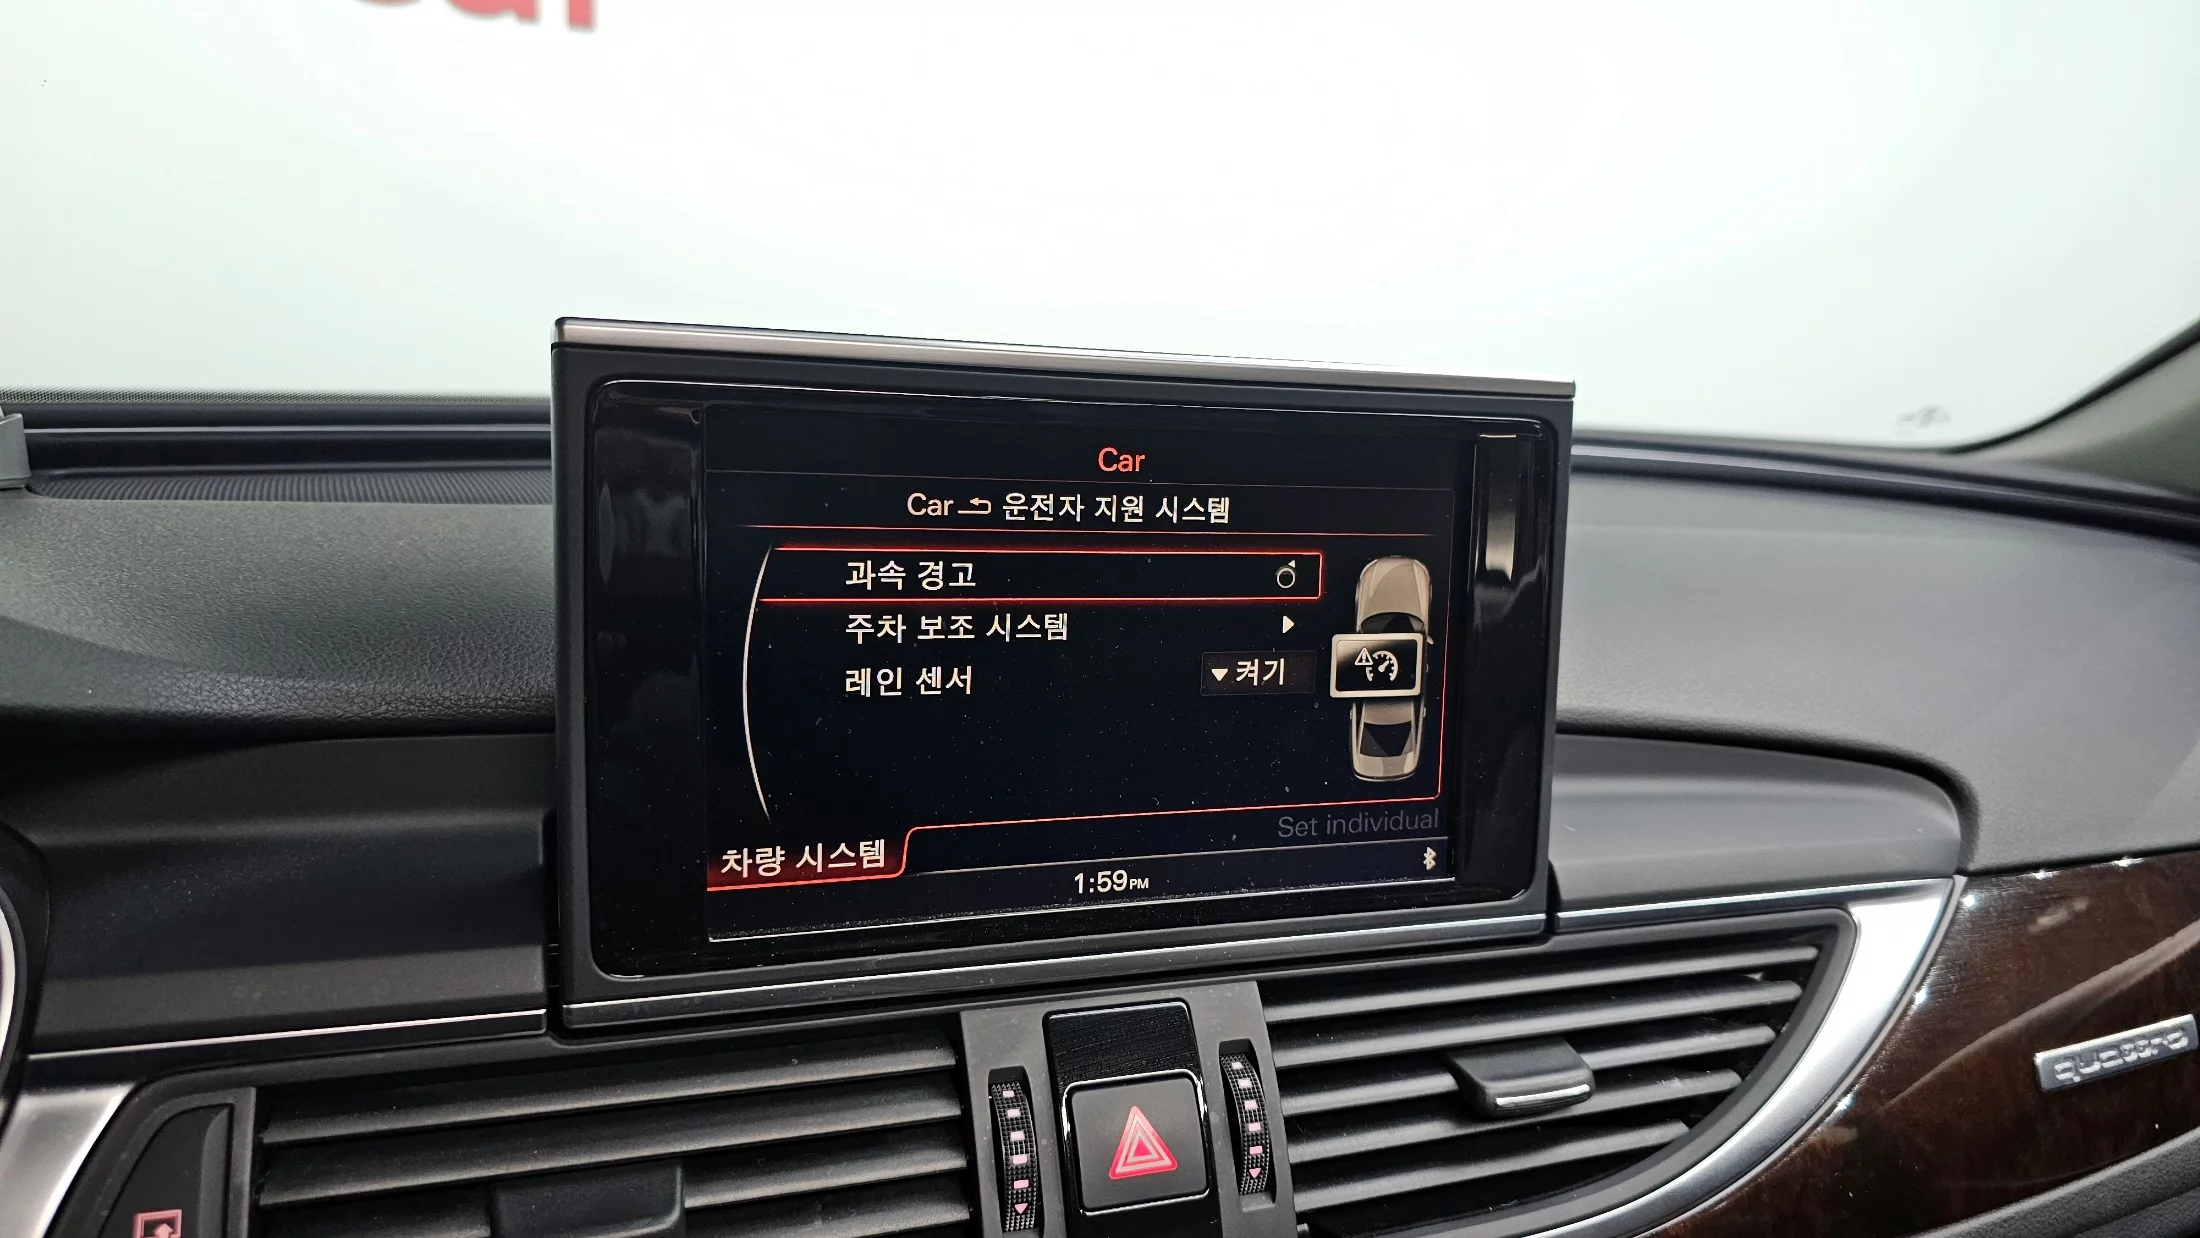 Car
Car 운전자 지원 시스템
과속 경고
주차 보조 시스템
레인 센서 켜기
Set individual
차량 시스템
1:59PM
quattro